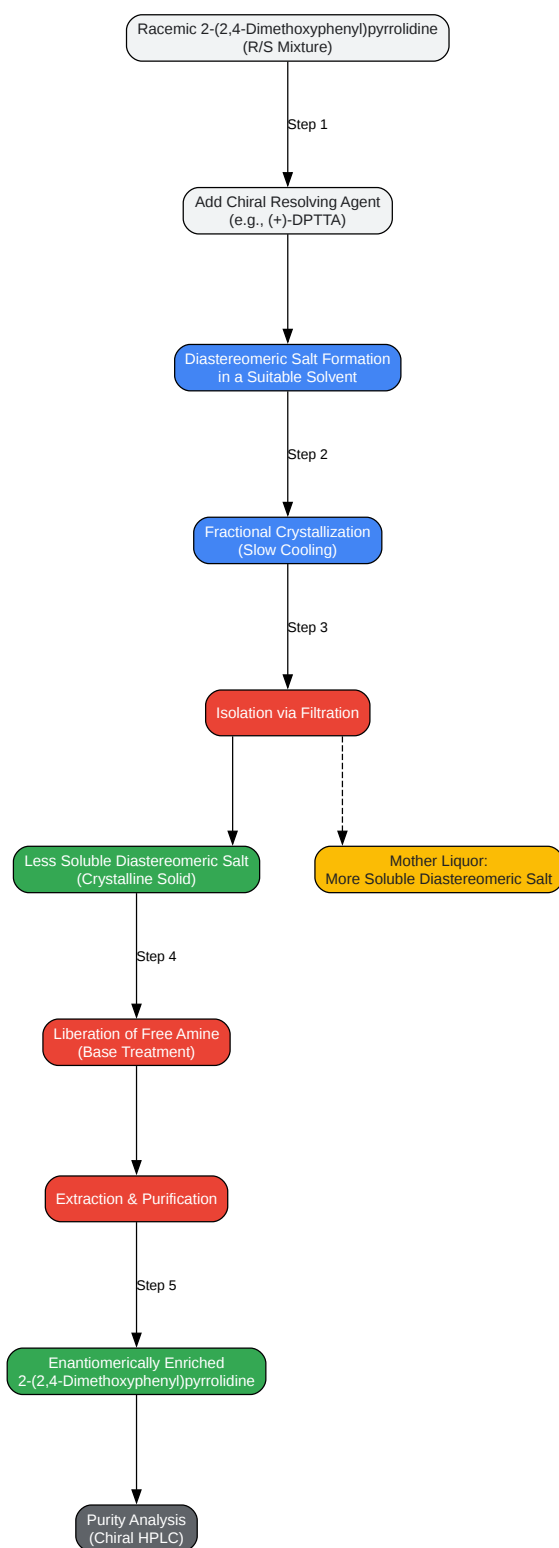 Racemic 2-(2,4-Dimethoxyphenyl)pyrrolidine
(R/S Mixture)
Step 1
Add Chiral Resolving Agent
(e.g., (+)-DPTTA)
Diastereomeric Salt Formation
in a Suitable Solvent
Step 2
Fractional Crystallization
(Slow Cooling)
Step 3
Isolation via Filtration
Less Soluble Diastereomeric Salt
(Crystalline Solid)
Mother Liquor:
More Soluble Diastereomeric Salt
Step 4
Liberation of Free Amine
(Base Treatment)
Extraction & Purification
Step 5
Enantiomerically Enriched
2-(2,4-Dimethoxyphenyl)pyrrolidine
Purity Analysis
(Chiral HPLC)